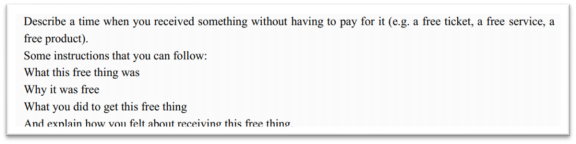 Describe a time when you received something without having to pay for it (e.g. a free ticket, a free service, a
free product).
Some instructions that you can follow:
What this free thing was
Why it was free
What you did to get this free thing
And explain how you felt about receiving this free thing